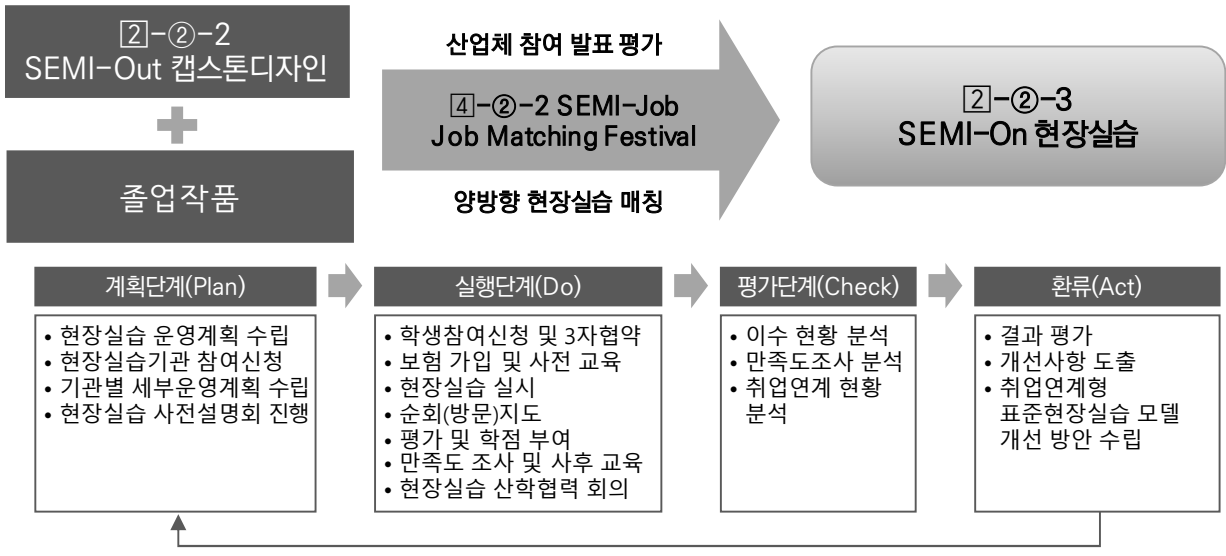 2-②-2
SEMI-Out 캡스톤디자인
졸업작품
산업체 참여 발표 평가
4-②-2 SEMI-Job
Job Matching Festival
양방향 현장실습 매칭
2-②-3
SEMI-On 현장실습
계획단계(Plan)
• 현장실습 운영계획 수립
• 현장실습기관 참여신청
• 기관별 세부운영계획 수립
• 현장실습 사전설명회 진행
실행단계(Do)
• 학생참여신청 및 3자협약
• 보험 가입 및 사전 교육
• 현장실습 실시
• 순회(방문)지도
• 평가 및 학점 부여
• 만족도 조사 및 사후 교육
• 현장실습 산학협력 회의
평가단계(Check)
• 이수 현황 분석
• 만족도조사 분석
• 취업연계 현황
분석
환류(Act)
• 결과 평가
• 개선사항 도출
• 취업연계형
표준현장실습 모델
개선 방안 수립